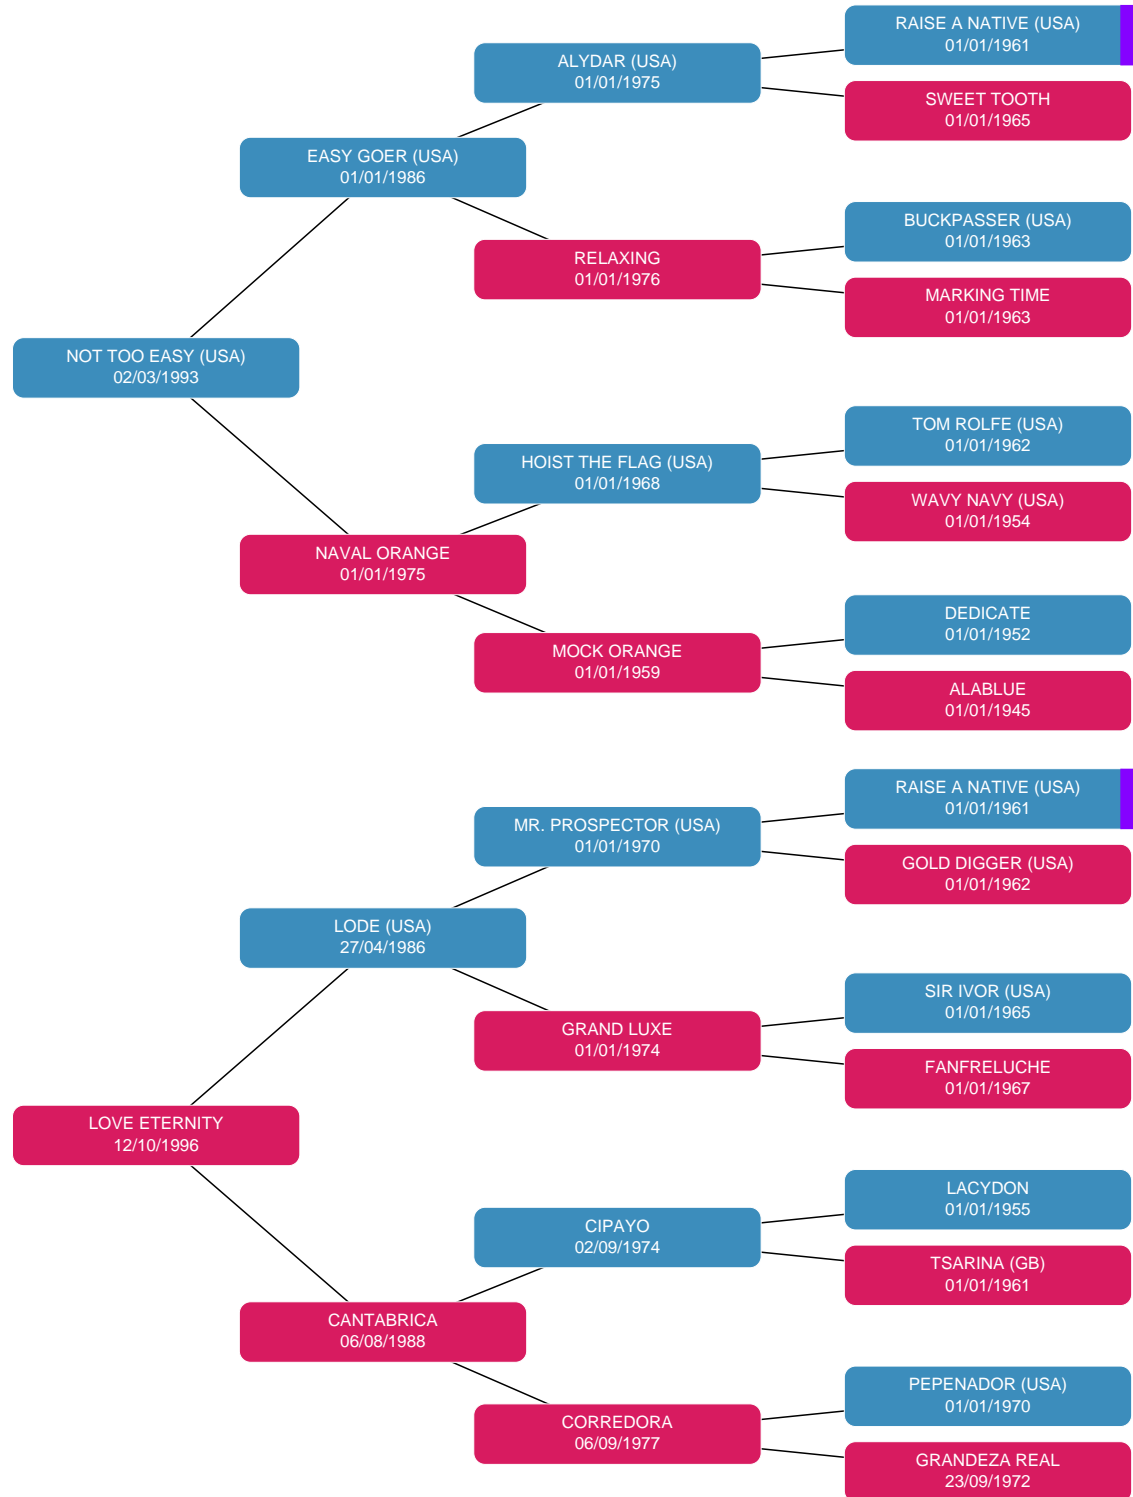 RAISE A NATIVE (USA)
01/01/1961
ALYDAR (USA)
01/01/1975
SWEET TOOTH
01/01/1965
EASY GOER (USA)
01/01/1986
BUCKPASSER (USA)
01/01/1963
RELAXING
01/01/1976
MARKING TIME
01/01/1963
NOT TOO EASY (USA)
02/03/1993
TOM ROLFE (USA)
01/01/1962
HOIST THE FLAG (USA)
01/01/1968
WAVY NAVY (USA)
01/01/1954
NAVAL ORANGE
01/01/1975
DEDICATE
01/01/1952
MOCK ORANGE
01/01/1959
ALABLUE
01/01/1945
RAISE A NATIVE (USA)
01/01/1961
MR. PROSPECTOR (USA)
01/01/1970
GOLD DIGGER (USA)
01/01/1962
LODE (USA)
27/04/1986
SIR IVOR (USA)
01/01/1965
GRAND LUXE
01/01/1974
FANFRELUCHE
01/01/1967
LOVE ETERNITY
12/10/1996
LACYDON
01/01/1955
CIPAYO
02/09/1974
TSARINA (GB)
01/01/1961
CANTABRICA
06/08/1988
PEPENADOR (USA)
01/01/1970
CORREDORA
06/09/1977
GRANDEZA REAL
23/09/1972